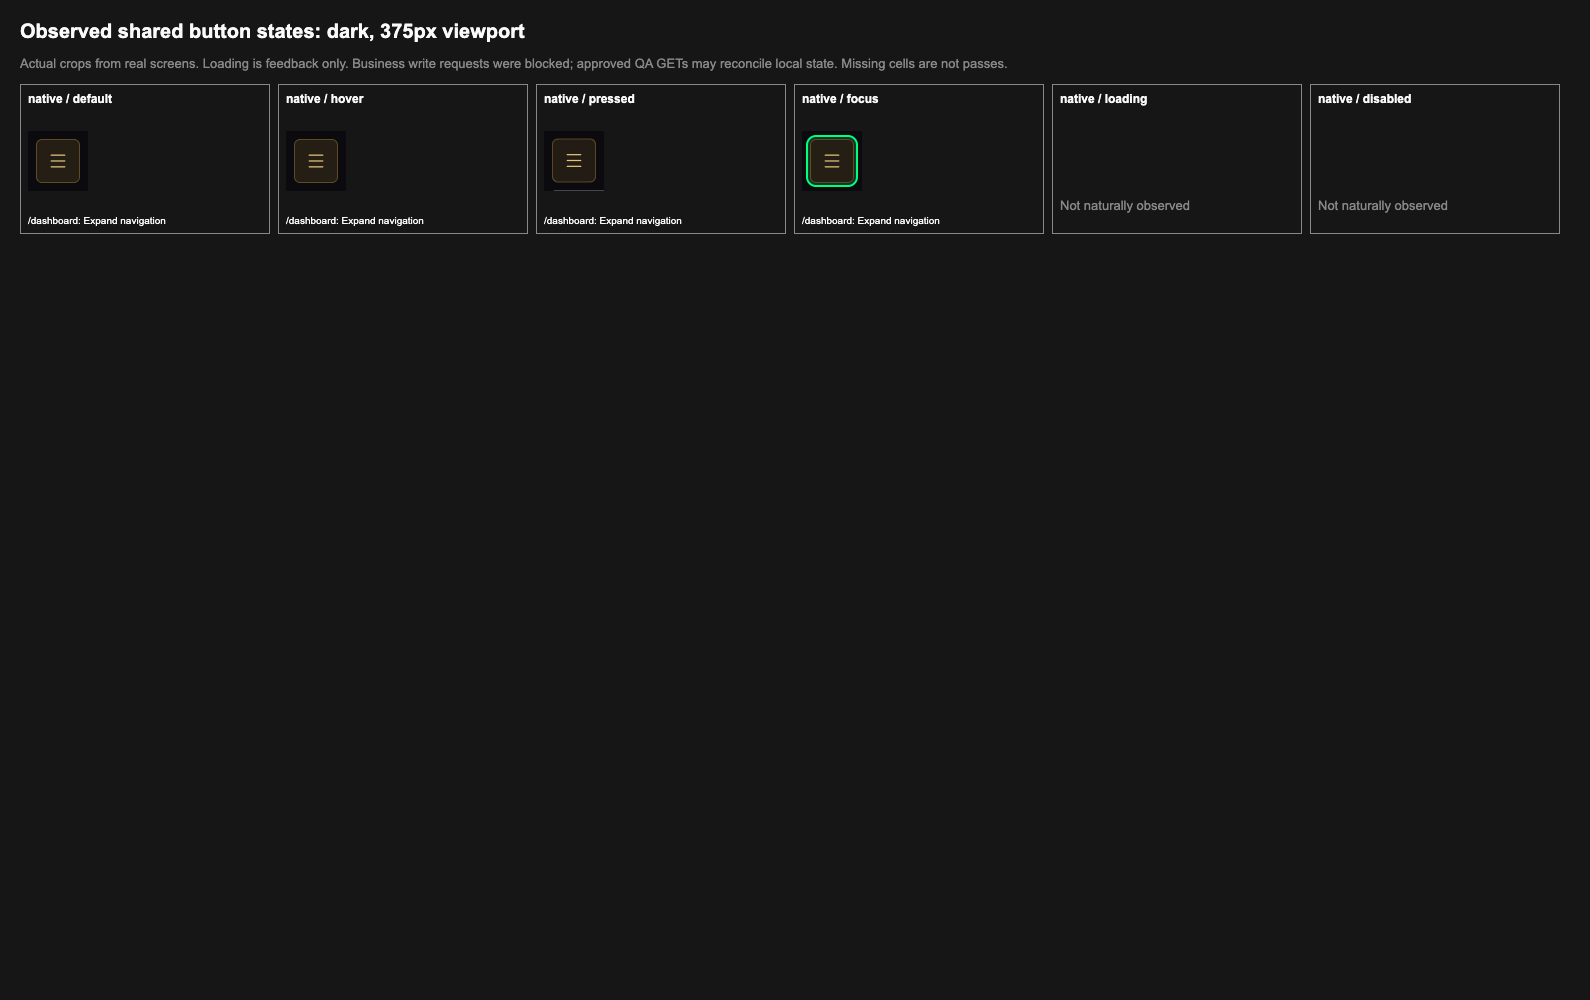 Observed shared button states: dark, 375px viewport
Actual crops from real screens. Loading is feedback only. Business write requests were blocked; approved QA GETs may reconcile local state. Missing cells are not passes.
native / default
/dashboard: Expand navigation
native / hover
/dashboard: Expand navigation
native / pressed
/dashboard: Expand navigation
native / focus
/dashboard: Expand navigation
native / loading
Not naturally observed
native / disabled
Not naturally observed